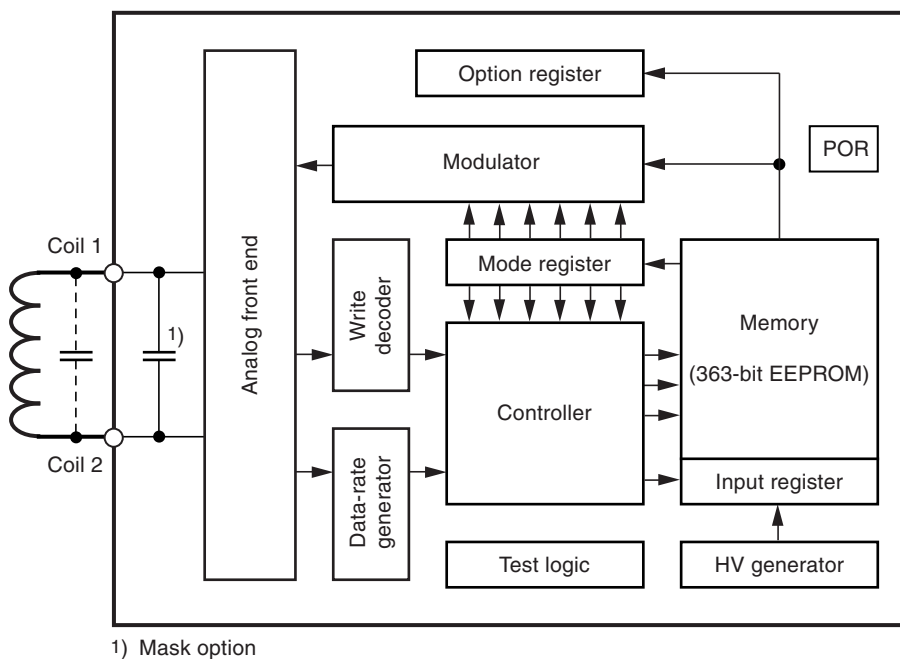 Option register
Modulator
POR
Coil 1
Analog front end
Write
decoder
Mode register
Memory
(363-bit EEPROM)
1)
Controller
Coil 2
Data-rate
generator
Input register
Test logic
HV generator
1) Mask option